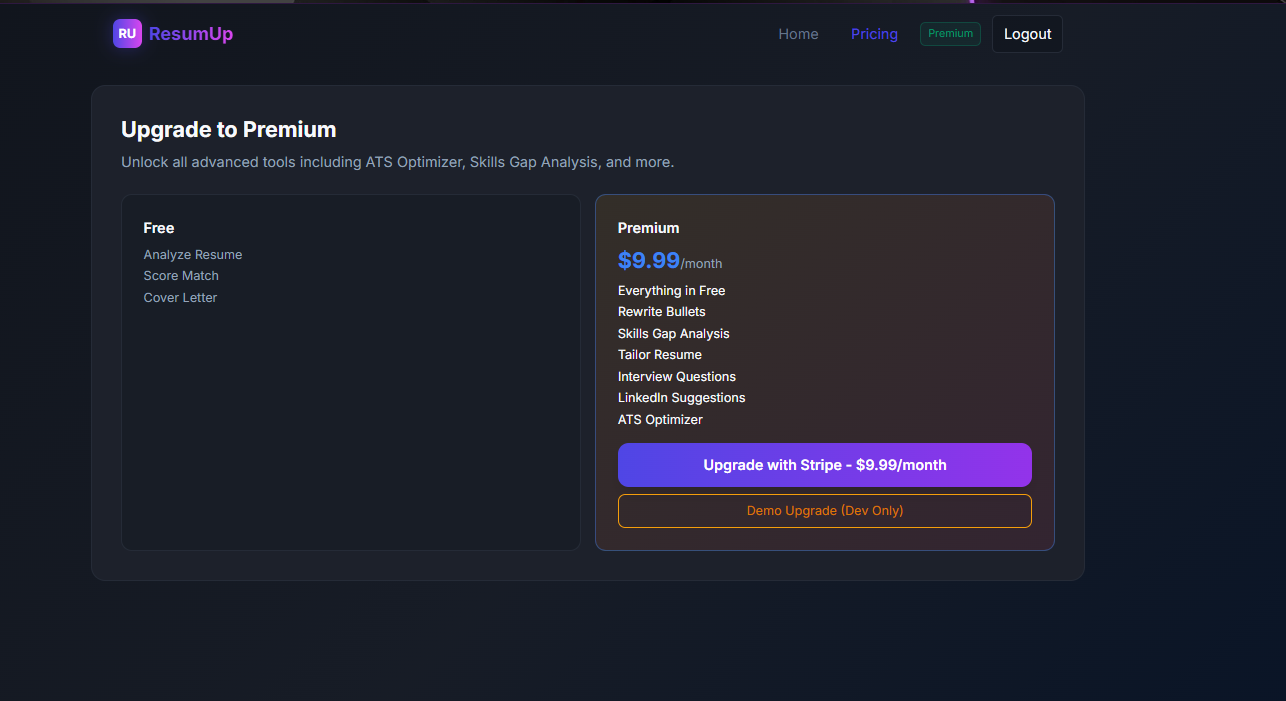 RU ResumUp
Home Pricing Premium Logout
Upgrade to Premium
Unlock all advanced tools including ATS Optimizer, Skills Gap Analysis, and more.
Free
Analyze Resume
Score Match
Cover Letter
Premium
$9.99/month
Everything in Free
Rewrite Bullets
Skills Gap Analysis
Tailor Resume
Interview Questions
LinkedIn Suggestions
ATS Optimizer
Upgrade with Stripe - $9.99/month
Demo Upgrade (Dev Only)